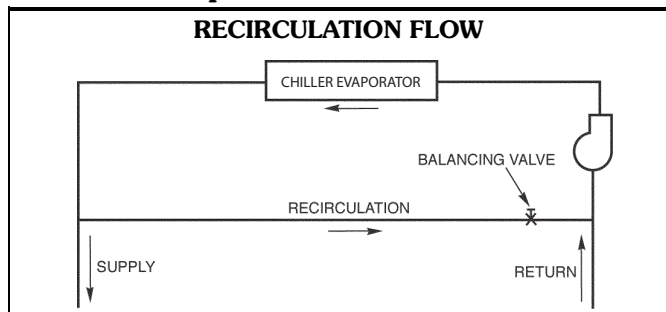 RECIRCULATION FLOW
CHILLER EVAPORATOR
BALANCING VALVE
RECIRCULATION
SUPPLY
RETURN